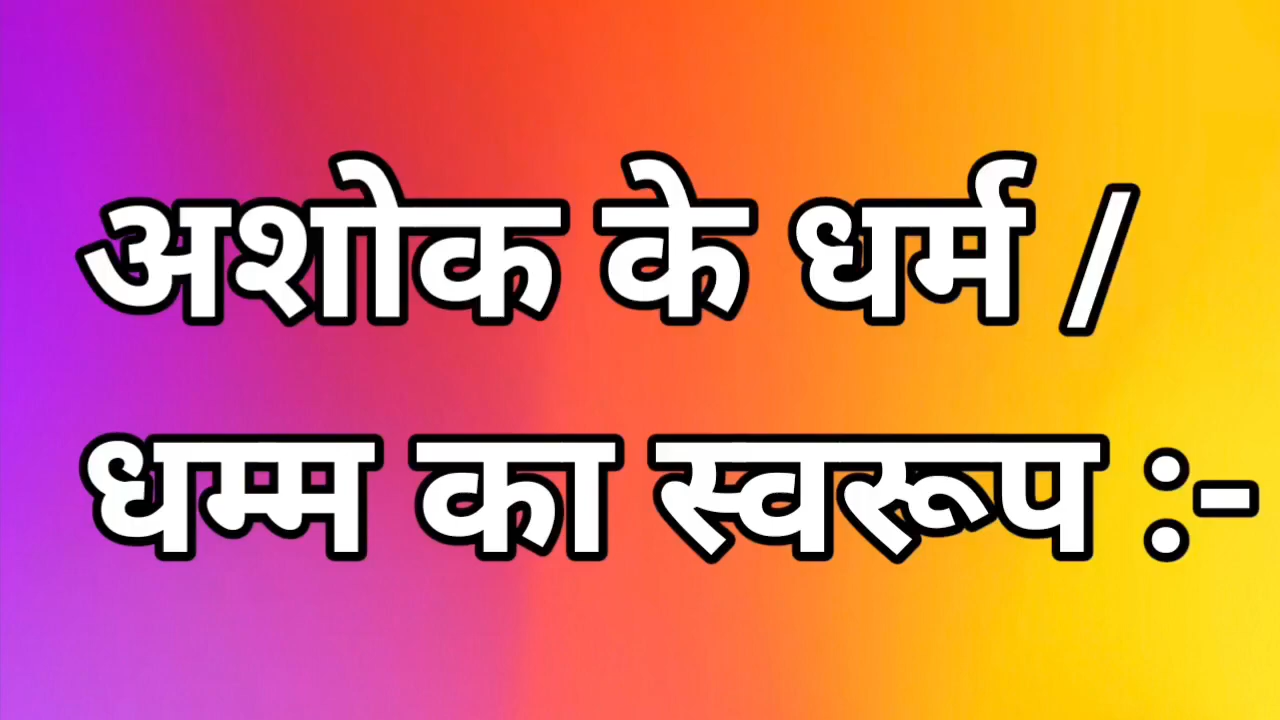 अशोक के धर्म /
धम्म का स्वरूप :-